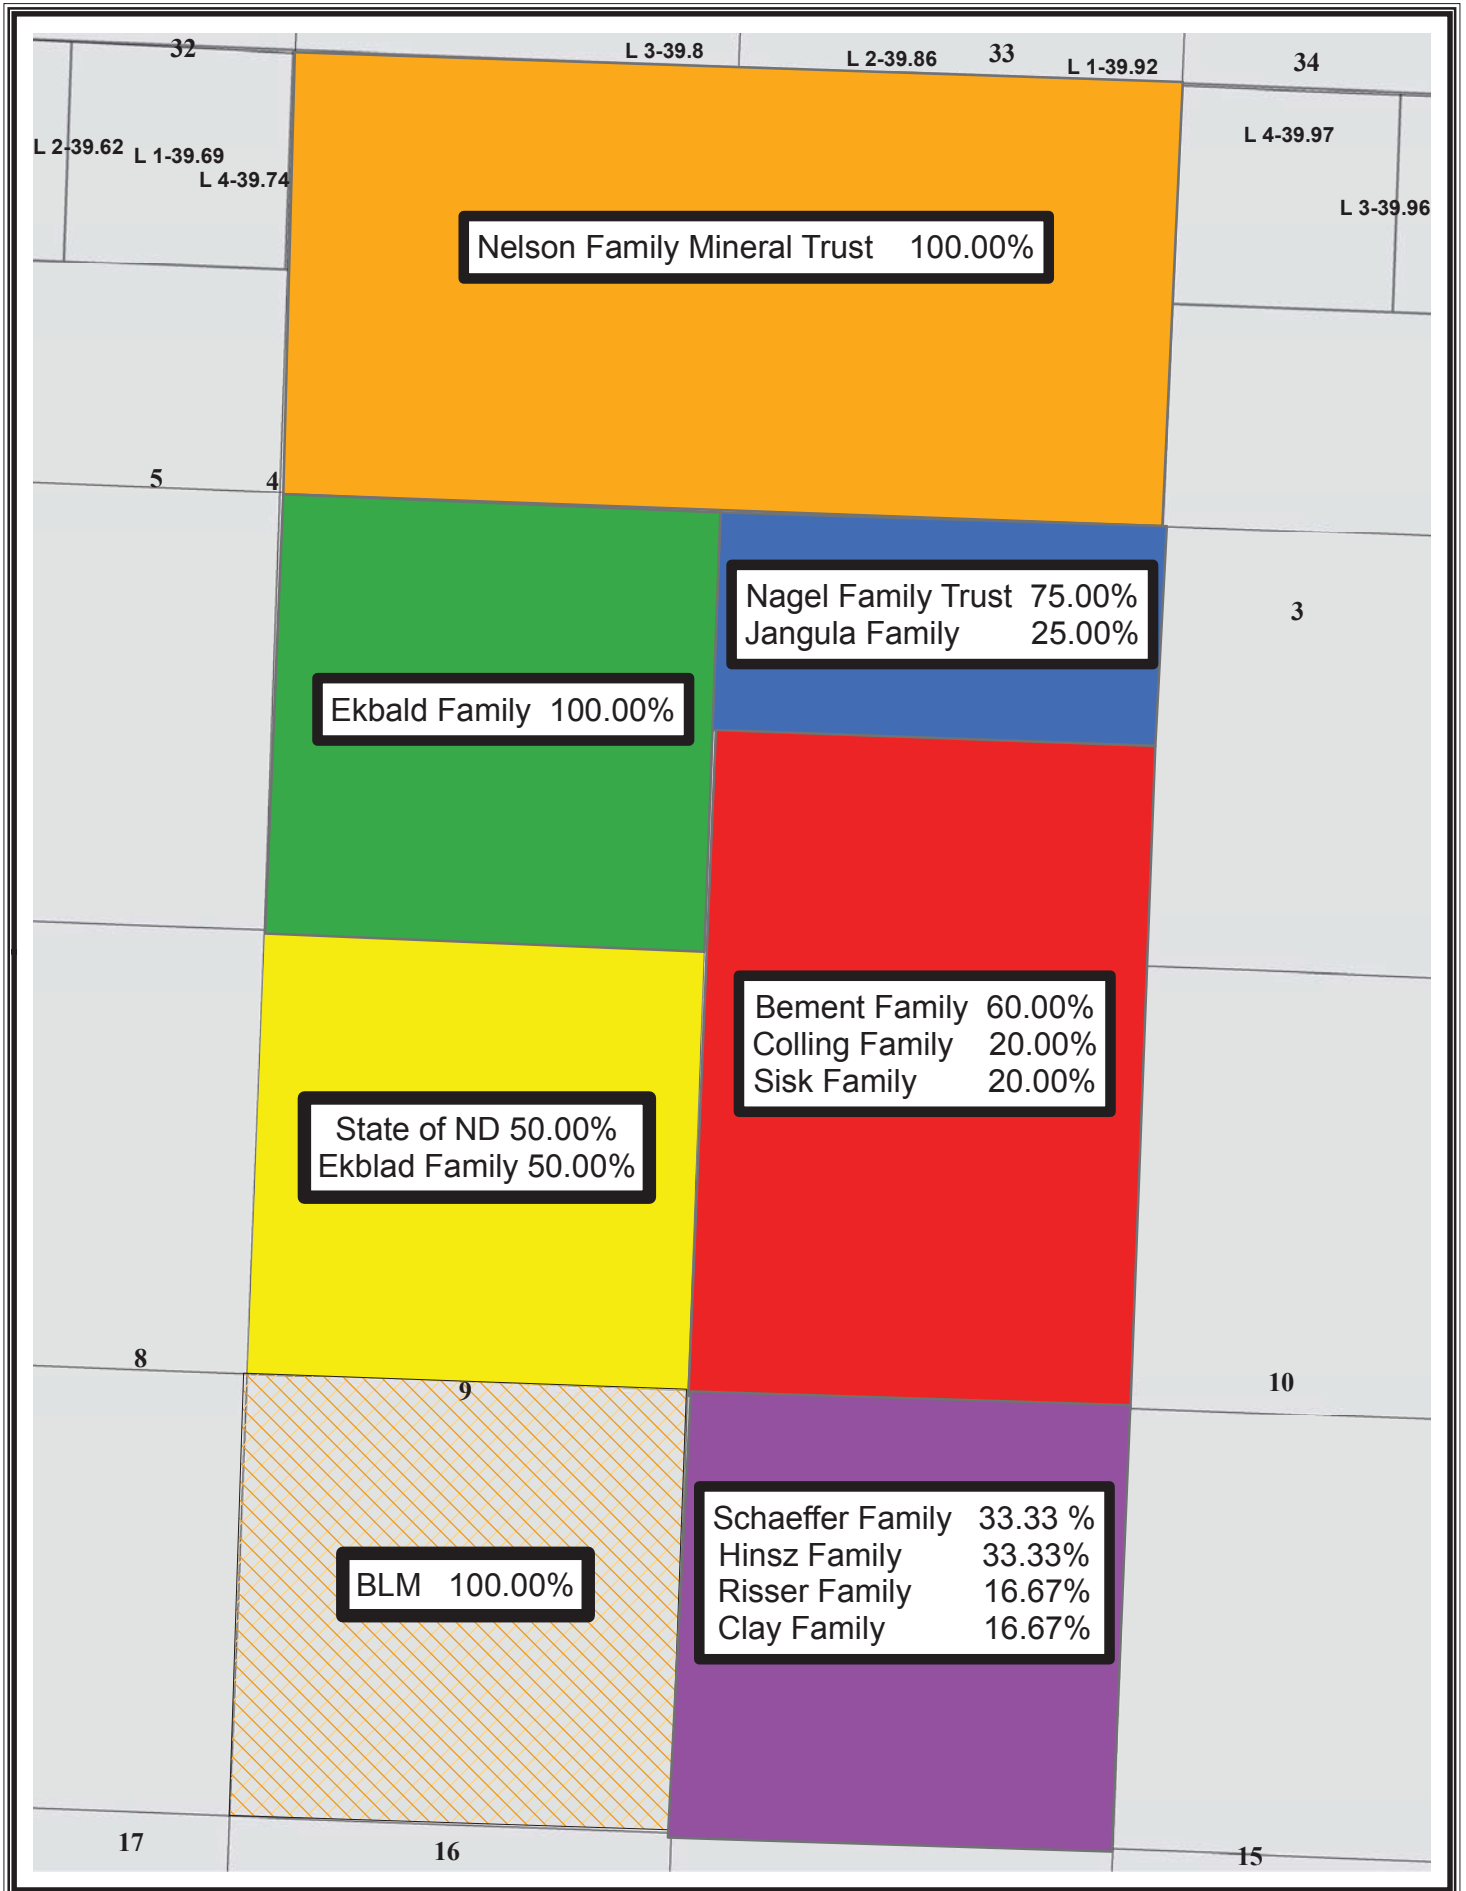 32
L 3-39.8
L 2-39.86
33
L 1-39.92
34
L 2-39.62
L 1-39.69
L 4-39.74
L 4-39.97
L 3-39.96
Nelson Family Mineral Trust 100.00%
5
4
Nagel Family Trust 75.00%
Jangula Family 25.00%
3
Ekbald Family 100.00%
Bement Family 60.00%
Colling Family 20.00%
Sisk Family 20.00%
State of ND 50.00%
Ekblad Family 50.00%
8
9
10
Schaeffer Family 33.33 %
Hinsz Family 33.33%
Risser Family 16.67%
Clay Family 16.67%
BLM 100.00%
17
16
15